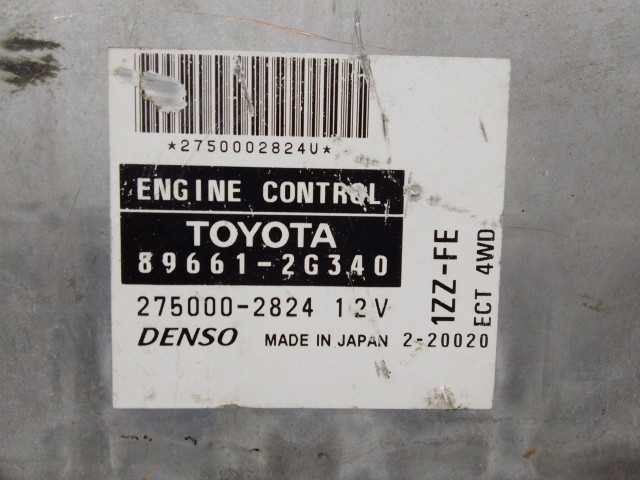 *2750002824U*
ENGINE CONTROL
TOYOTA
89661-2G340
275000-2824 12V
DENSO MADE IN JAPAN 2-20020
1ZZ-FE
ECT 4WD